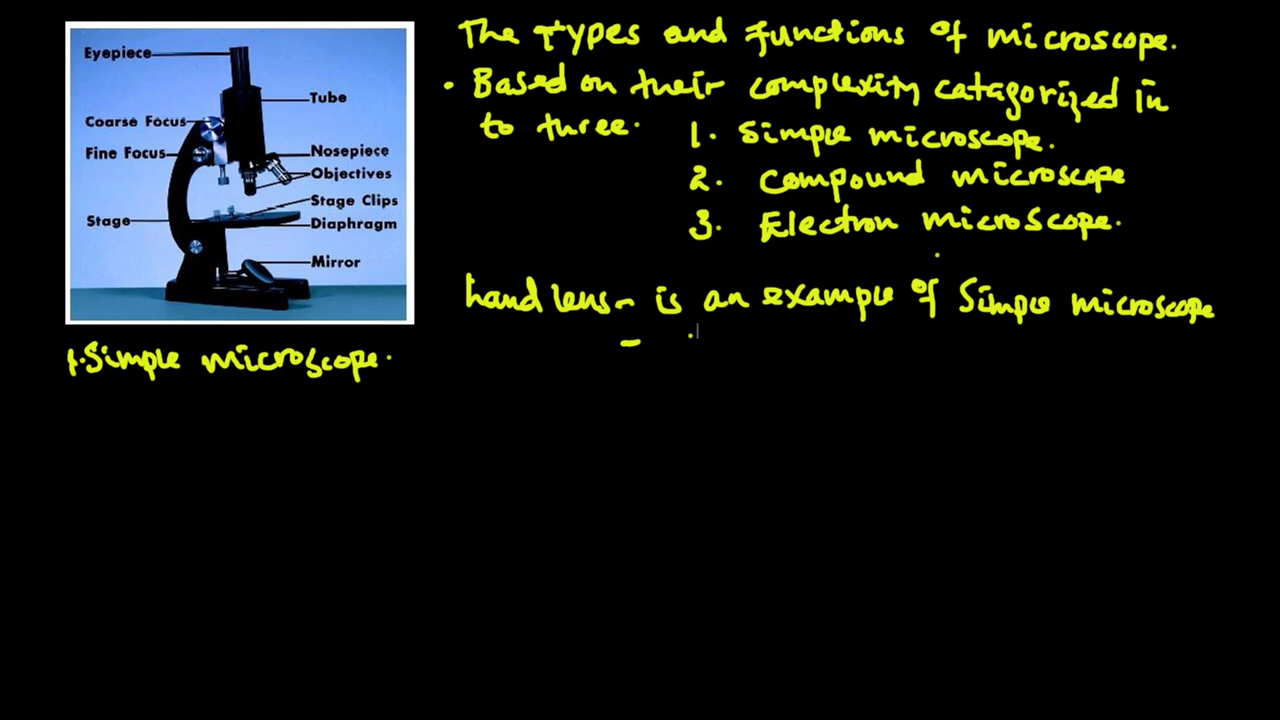 Eyepiece
Tube
Coarse Focus
Fine Focus
Nosepiece
Objectives
Stage Clips
Stage
Diaphragm
Mirror
1.Simple microscope.
The Types and functions of microscope.
• Based on their complexity catagorized in
to three.
1. Simple microscope.
2. compound microscope
3. Electron microscope.
hand lens - is an example of Simple microscope
-